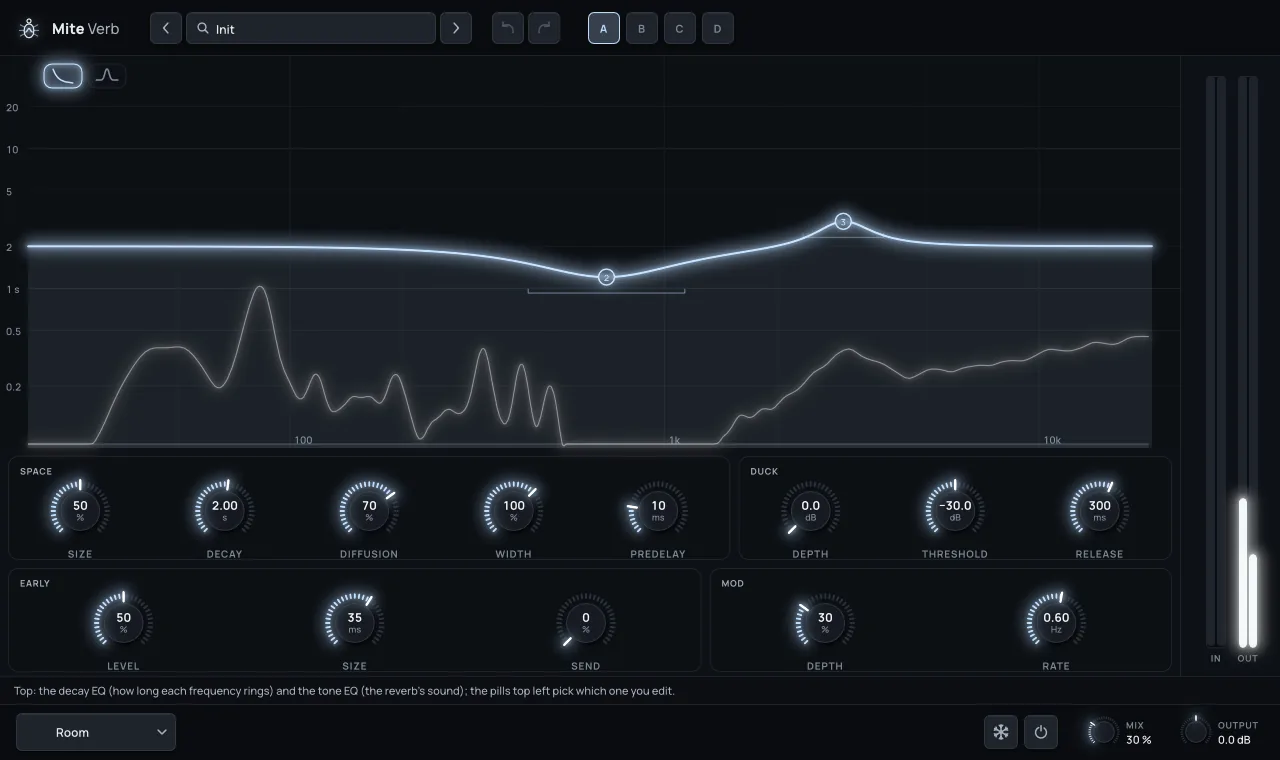 Mite Verb
Init
A B C D
20
10
5
2
1 s
0.5
0.2
3
2
100 1k 10k
SPACE
50 % SIZE
2.00 s DECAY
70 % DIFFUSION
100 % WIDTH
10 ms PREDELAY
DUCK
0.0 dB DEPTH
−30.0 dB THRESHOLD
300 ms RELEASE
EARLY
50 % LEVEL
35 ms SIZE
0 % SEND
MOD
30 % DEPTH
0.60 Hz RATE
IN OUT
Top: the decay EQ (how long each frequency rings) and the tone EQ (the reverb's sound); the pills top left pick which one you edit.
Room
MIX
30 %
OUTPUT
0.0 dB